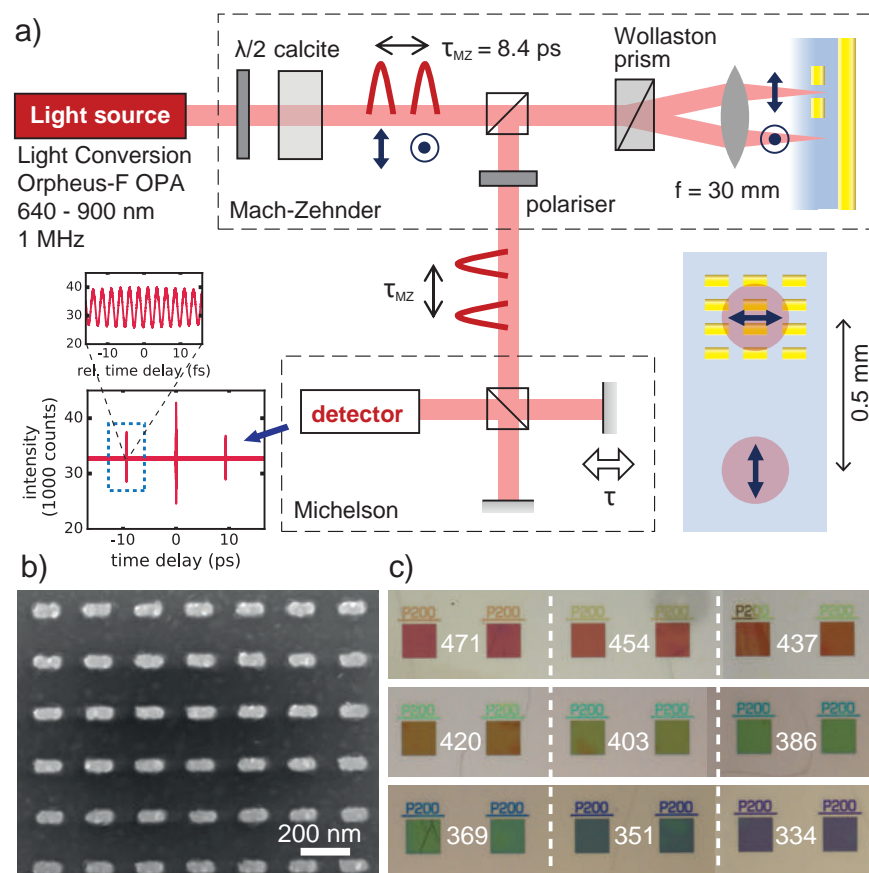 a)
λ/2 calcite
τMZ = 8.4 ps
Wollaston
prism
Light source
Light Conversion
Orpheus-F OPA
640 - 900 nm
1 MHz
Mach-Zehnder
polariser
f = 30 mm
τMZ
40
30
20
-10 0 10
rel. time delay (fs)
detector
0.5 mm
intensity
(1000 counts)
40
30
20
-10 0 10
time delay (ps)
τ
Michelson
b)
200 nm
c)
P200 P200 P200 P200 P200 P200
471 454 437
P200 P200 P200 P200 P200 P200
420 403 386
P200 P200 P200 P200 P200 P200
369 351 334